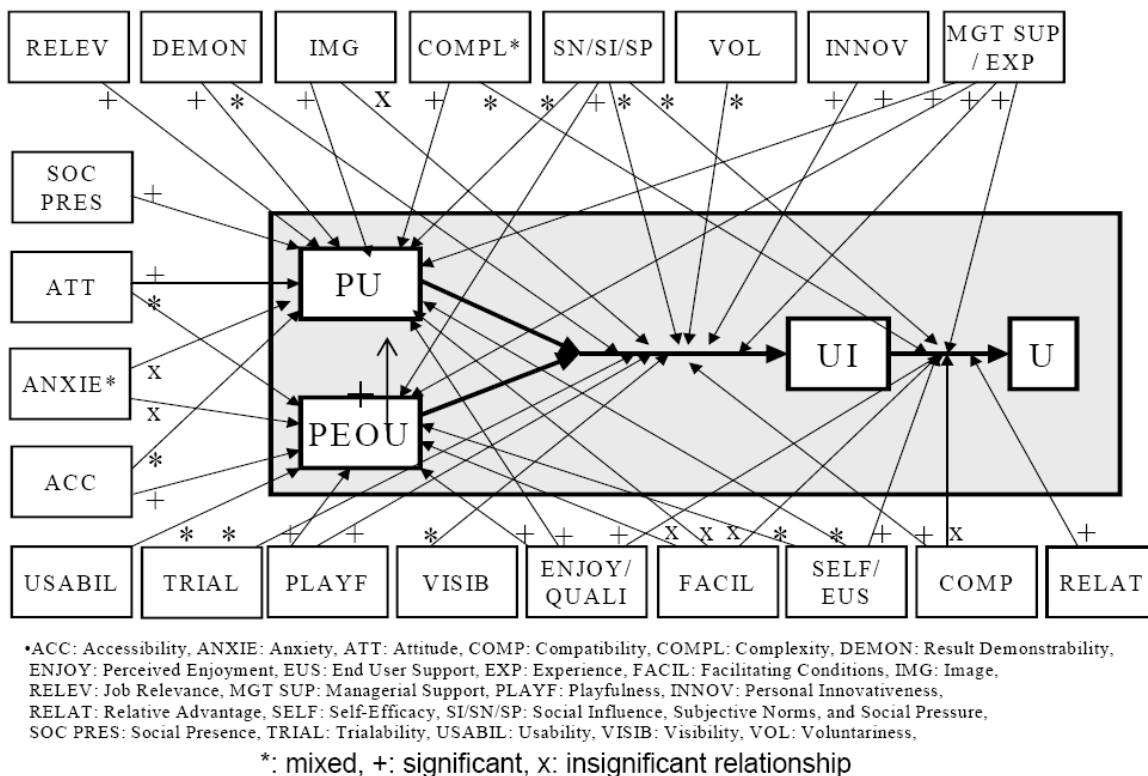 RELEV
DEMON
IMG
COMPL*
SN/SI/SP
VOL
INNOV
MGT SUP
/ EXP
+ + * + x + * * + * * * + + + + +
SOC
PRES
+
ATT
+
*
ANXIE*
x
x
ACC
*
+
PU
+
PEOU
UI
U
* * + + * + + + x x x * * + + x +
USABIL
TRIAL
PLAYF
VISIB
ENJOY/
QUALI
FACIL
SELF/
EUS
COMP
RELAT
•ACC: Accessibility, ANXIE: Anxiety, ATT: Attitude, COMP: Compatibility, COMPL: Complexity, DEMON: Result Demonstrability,
ENJOY: Perceived Enjoyment, EUS: End User Support, EXP: Experience, FACIL: Facilitating Conditions, IMG: Image,
RELEV: Job Relevance, MGT SUP: Managerial Support, PLAYF: Playfulness, INNOV: Personal Innovativeness,
RELAT: Relative Advantage, SELF: Self-Efficacy, SI/SN/SP: Social Influence, Subjective Norms, and Social Pressure,
SOC PRES: Social Presence, TRIAL: Trialability, USABIL: Usability, VISIB: Visibility, VOL: Voluntariness,
*: mixed, +: significant, x: insignificant relationship